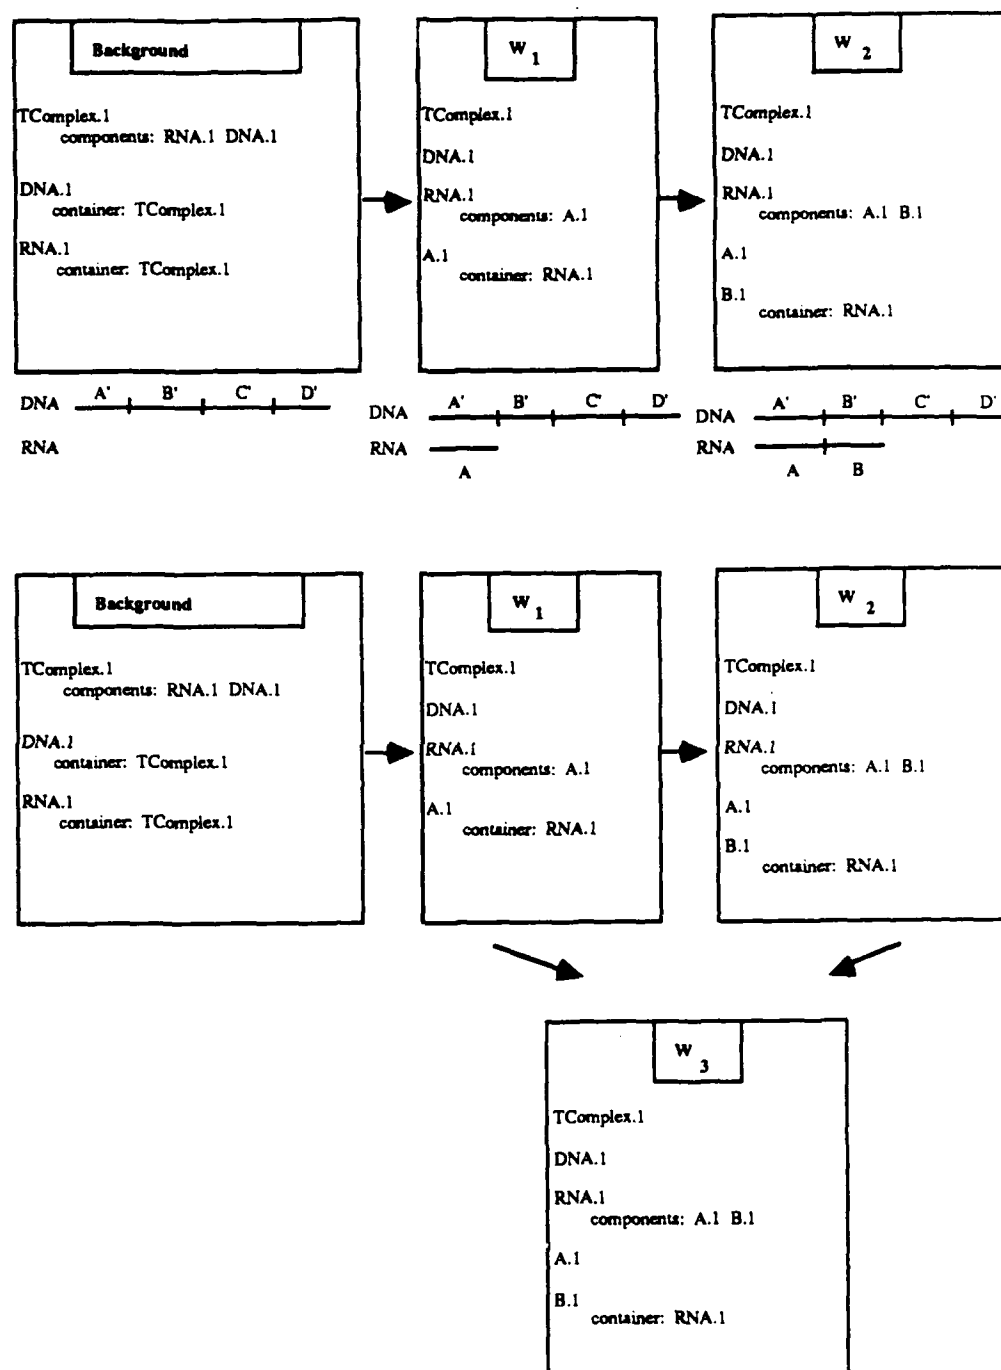 Background
TComplex.1
components: RNA.1 DNA.1
DNA.1
container: TComplex.1
RNA.1
container: TComplex.1
W 1
TComplex.1
DNA.1
RNA.1
components: A.1
A.1
container: RNA.1
W 2
TComplex.1
DNA.1
RNA.1
components: A.1 B.1
A.1
B.1
container: RNA.1
DNA A' B' C' D'
RNA
DNA A' B' C' D'
RNA
A
DNA A' B' C' D'
RNA
A B
Background
TComplex.1
components: RNA.1 DNA.1
DNA.1
container: TComplex.1
RNA.1
container: TComplex.1
W 1
TComplex.1
DNA.1
RNA.1
components: A.1
A.1
container: RNA.1
W 2
TComplex.1
DNA.1
RNA.1
components: A.1 B.1
A.1
B.1
container: RNA.1
W 3
TComplex.1
DNA.1
RNA.1
components: A.1 B.1
A.1
B.1
container: RNA.1